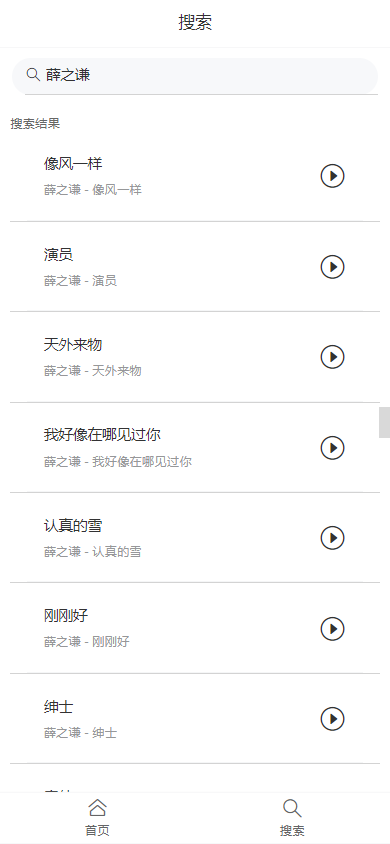 搜索
薛之谦
搜索结果
像风一样
薛之谦 - 像风一样
演员
薛之谦 - 演员
天外来物
薛之谦 - 天外来物
我好像在哪见过你
薛之谦 - 我好像在哪见过你
认真的雪
薛之谦 - 认真的雪
刚刚好
薛之谦 - 刚刚好
绅士
薛之谦 - 绅士
首页
搜索